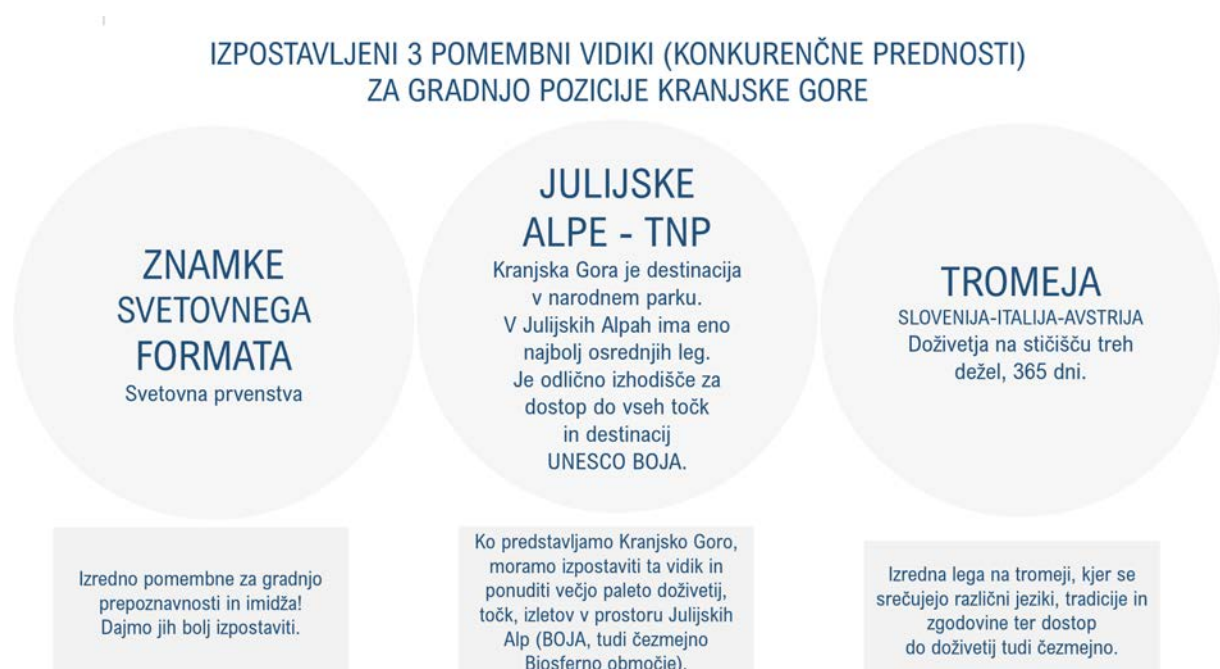 IZPOSTAVLJENI 3 POMEMBNI VIDIKI (KONKURENČNE PREDNOSTI)
ZA GRADNJO POZICIJE KRANJSKE GORE
ZNAMKE
SVETOVNEGA
FORMATA
Svetovna prvenstva
JULIJSKE
ALPE - TNP
Kranjska Gora je destinacija
v narodnem parku.
V Julijskih Alpah ima eno
najbolj osrednjih leg.
Je odlično izhodišče za
dostop do vseh točk
in destinacij
UNESCO BOJA.
TROMEJA
SLOVENIJA-ITALIJA-AVSTRIJA
Doživetja na stičišču treh
dežel, 365 dni.
Izredno pomembne za gradnjo
prepoznavnosti in imidža!
Dajmo jih bolj izpostaviti.
Ko predstavljamo Kranjsko Goro,
moramo izpostaviti ta vidik in
ponuditi večjo paleto doživetij,
točk, izletov v prostoru Julijskih
Alp (BOJA, tudi čezmejno
Biosferno območje).
Izredna lega na tromeji, kjer se
srečujejo različni jeziki, tradicije in
zgodovine ter dostop
do doživetij tudi čezmejno.